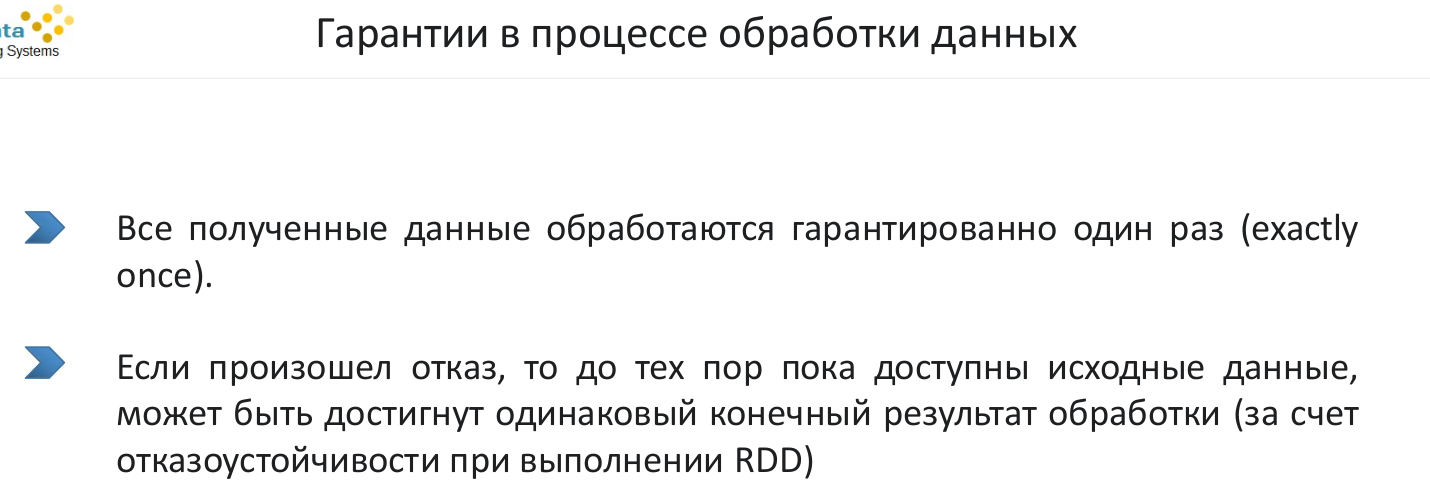 ta
g Systems
Гарантии в процессе обработки данных
Все полученные данные обработаются гарантированно один раз (exactly
once).
Если произошел отказ, то до тех пор пока доступны исходные данные,
может быть достигнут одинаковый конечный результат обработки (за счет
отказоустойчивости при выполнении RDD)